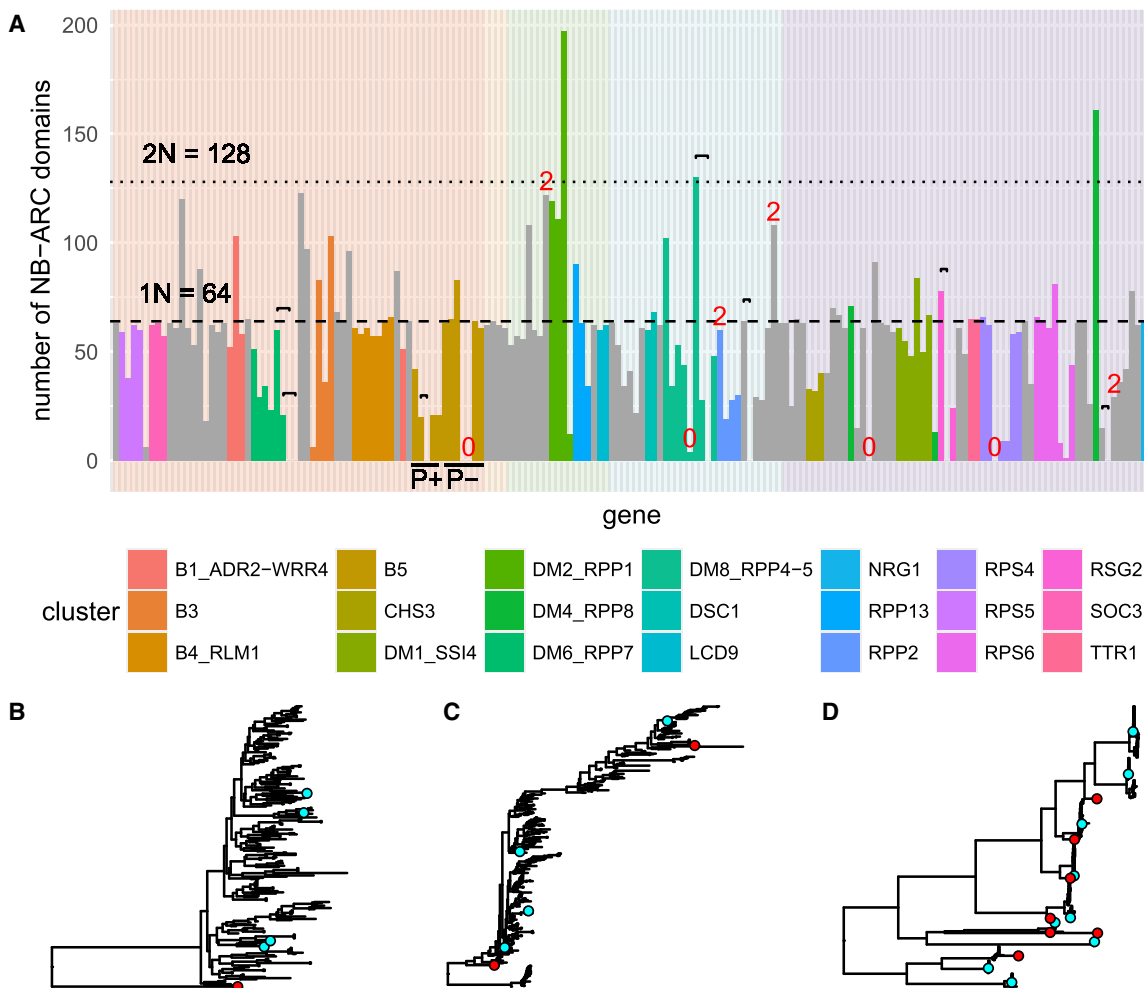 A
number of NB−ARC domains
200
150
100
50
0
2N = 128
1N = 64
2
2
2
2
0
0
0
0
P+ P−
gene
cluster
B1_ADR2−WRR4
B3
B4_RLM1
B5
CHS3
DM1_SSI4
DM2_RPP1
DM4_RPP8
DM6_RPP7
DM8_RPP4−5
DSC1
LCD9
NRG1
RPP13
RPP2
RPS4
RPS5
RPS6
RSG2
SOC3
TTR1
B
C
D